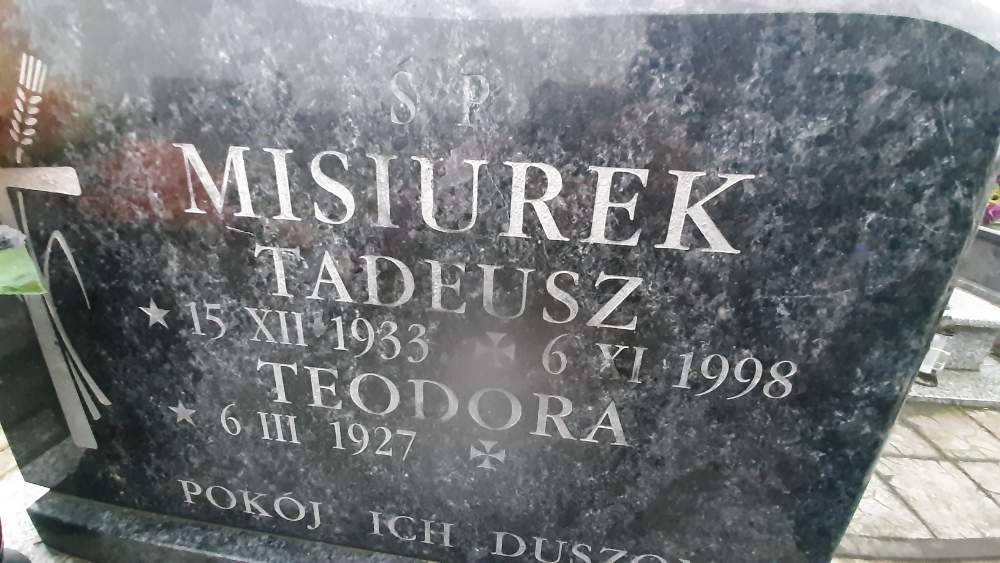 Ś P
MISIUREK
TADEUSZ
15 XII 1933 6 XI 1998
TEODORA
6 III 1927
POKÓJ ICH